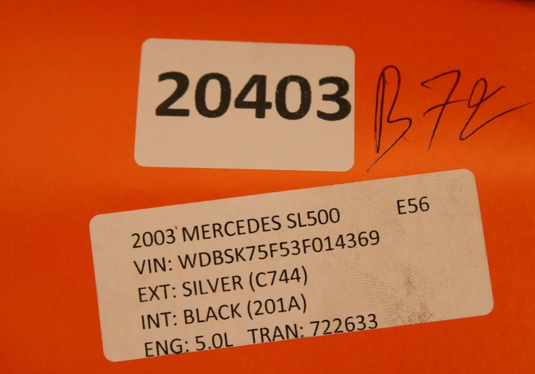 20403
B72
2003 MERCEDES SL500 E56
VIN: WDBSK75F53F014369
EXT: SILVER (C744)
INT: BLACK (201A)
ENG: 5.0L TRAN: 722633